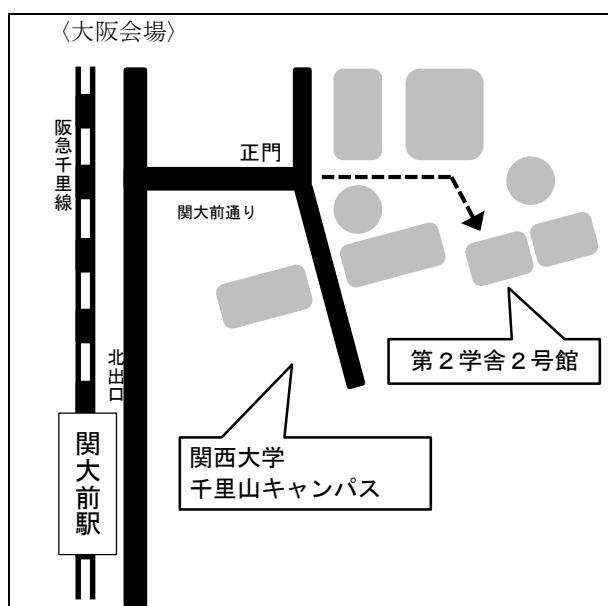 〈大阪会場〉
阪急千里線
正門
関大前通り
北出口
第２学舎２号館
関大前駅
関西大学
千里山キャンパス